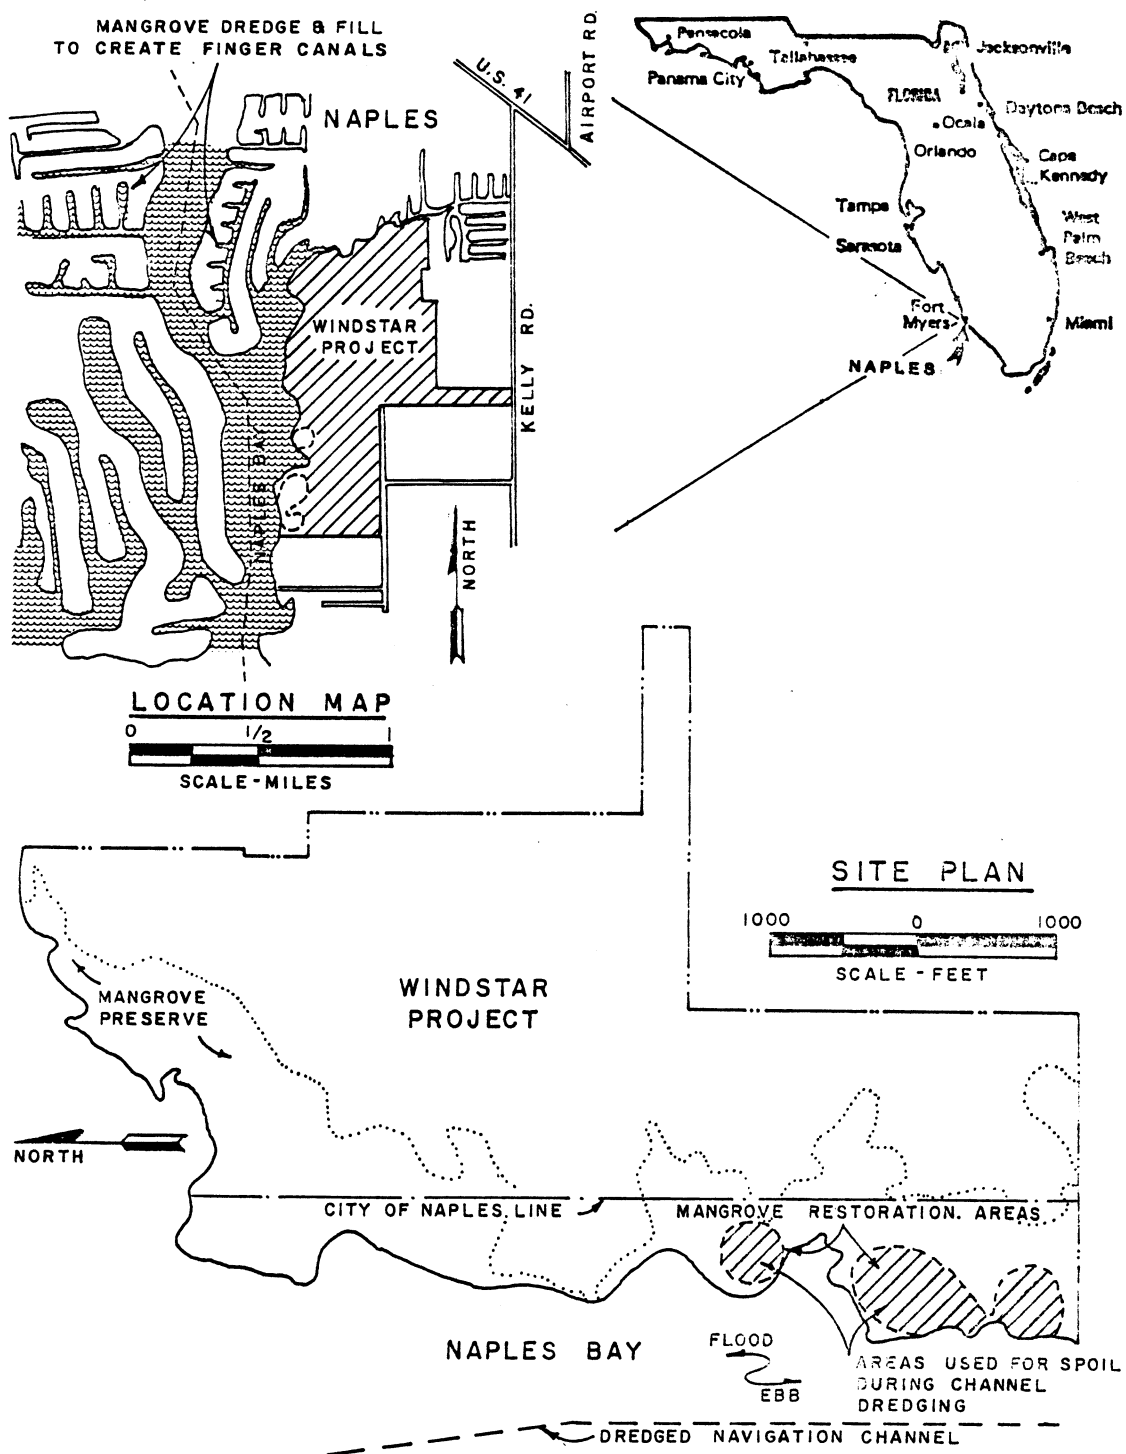 MANGROVE DREDGE & FILL
TO CREATE FINGER CANALS
NAPLES
U.S. 41
AIRPORT RD.
WINDSTAR
PROJECT
KELLY RD.
NAPLES BAY
NORTH
Pensacola
Tallahassee
Jacksonville
Panama City
FLORIDA
Daytona Beach
Ocala
Orlando
Cape
Kennedy
Tampa
West
Palm
Beach
Sarasota
Fort
Myers
Miami
NAPLES
LOCATION MAP
0 1/2 1
SCALE-MILES
SITE PLAN
1000 0 1000
SCALE - FEET
WINDSTAR
PROJECT
MANGROVE
PRESERVE
NORTH
CITY OF NAPLES LINE
MANGROVE RESTORATION. AREAS
NAPLES BAY
FLOOD
EBB
AREAS USED FOR SPOIL
DURING CHANNEL
DREDGING
DREDGED NAVIGATION CHANNEL